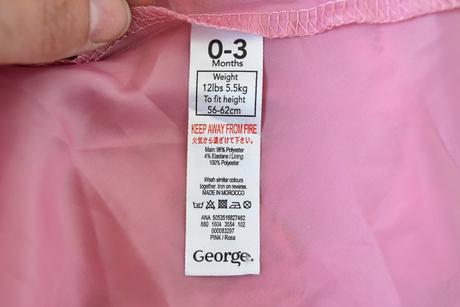 0-3
Months
Weight
12lbs 5.5kg
To fit height
56-62cm
KEEP AWAY FROM FIRE
火気から遠ざけて下さい。
Main: 96% Polyester
4% Elastane / Lining:
100% Polyester
Wash similar colours
together. Iron on reverse.
MADE IN MOROCCO
ANA 5053516827462
880 1604 3554 102
000083297
PINK / Rosa
George.